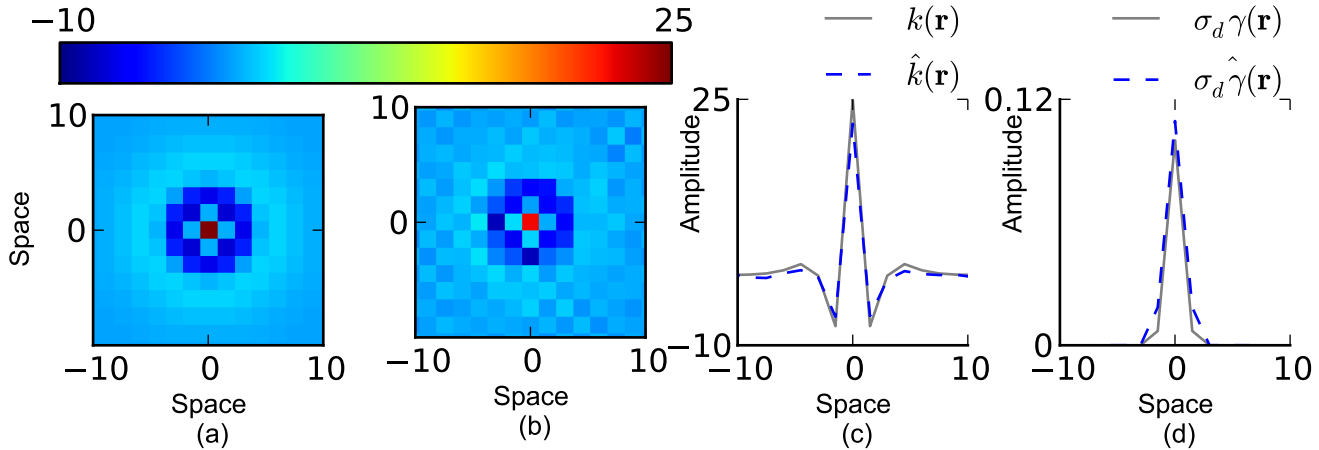 −10 25
k(r)
k̂(r)
σ_d γ(r)
σ_d γ̂(r)
10
0
−10 0 10
Space
Space
(a)
10
0
−10 0 10
Space
(b)
25
Amplitude
−10
−10 0 10
Space
(c)
0.12
Amplitude
0
−10 0 10
Space
(d)